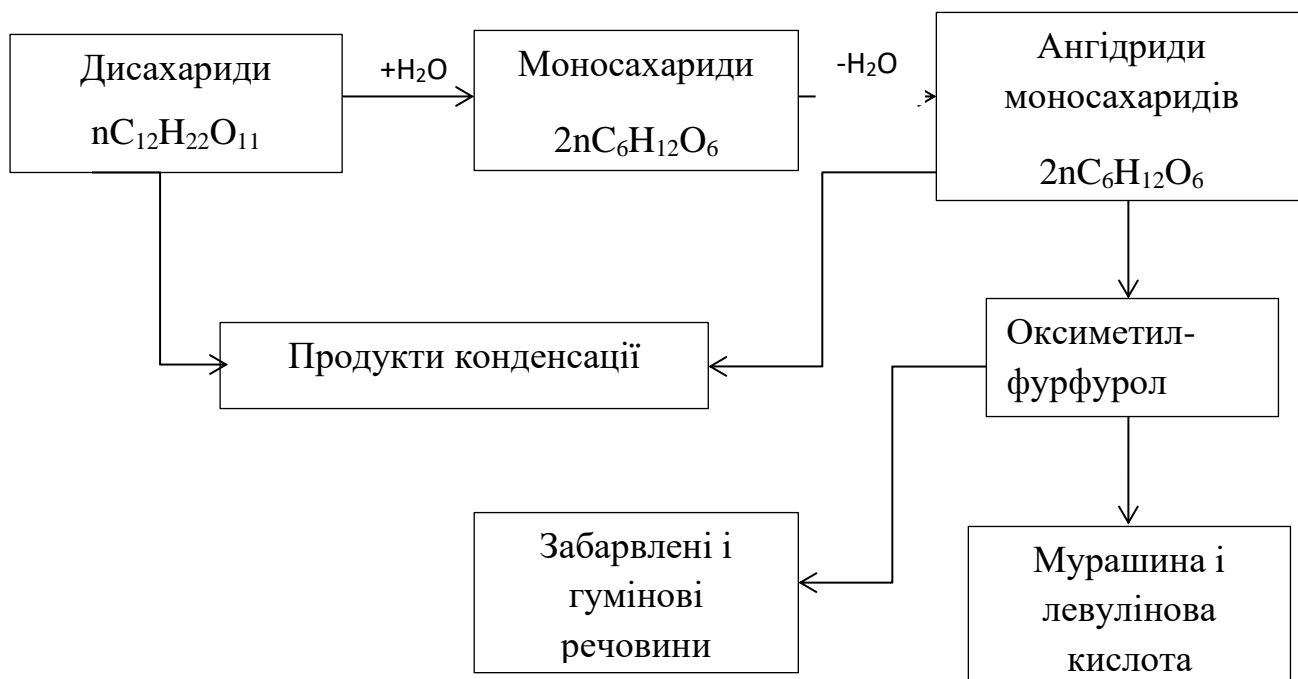 Дисахариди
nC₁₂H₂₂O₁₁
+H₂O
Моносахариди
2nC₆H₁₂O₆
-H₂O
Ангідриди
моносахаридів
2nC₆H₁₂O₆
Продукти конденсації
Оксиметил-
фурфурол
Забарвлені і
гумінові
речовини
Мурашина і
левулінова
кислота